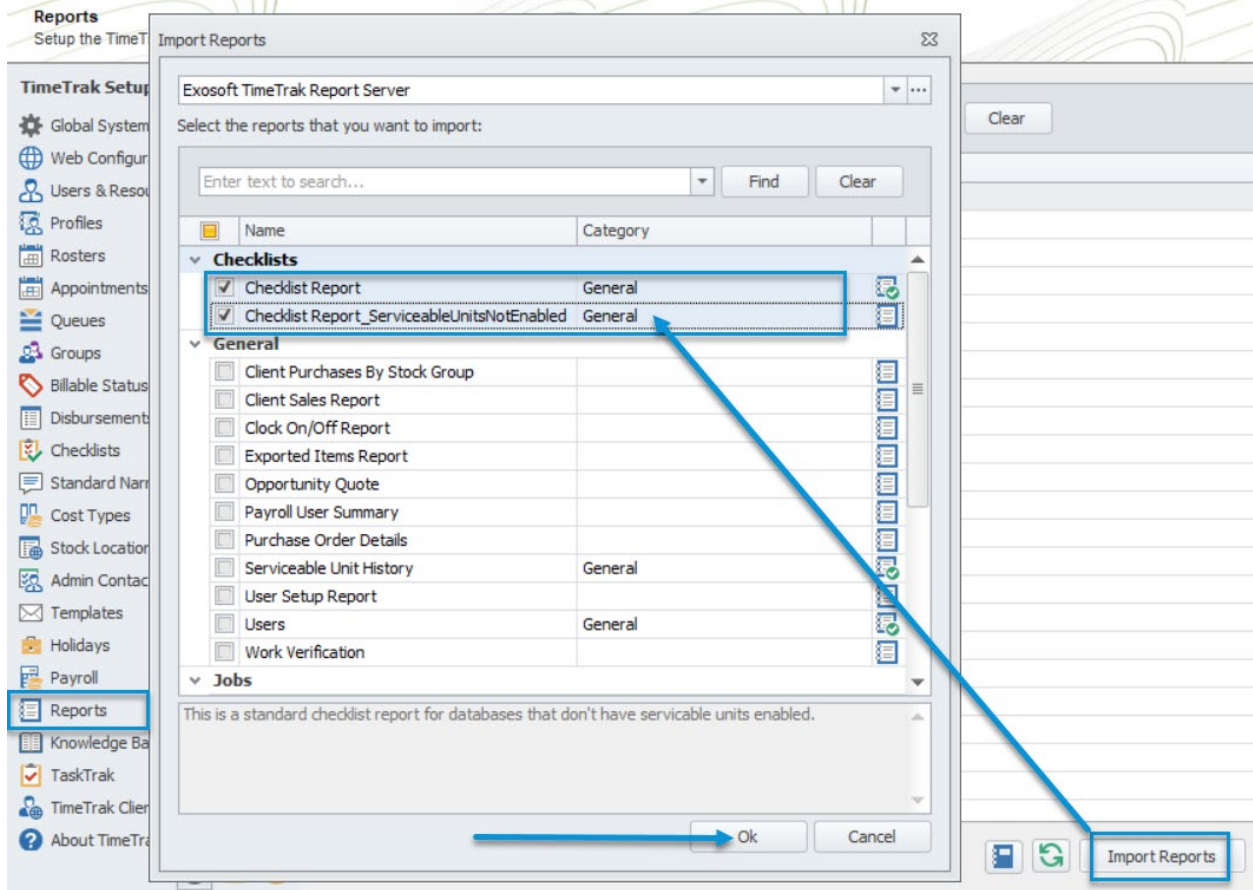 Reports
Setup the TimeT
Import Reports
TimeTrak Setup
Global System
Web Configur
Users & Resou
Profiles
Rosters
Appointments
Queues
Groups
Billable Status
Disbursements
Checklists
Standard Narr
Cost Types
Stock Location
Admin Contac
Templates
Holidays
Payroll
Reports
Knowledge Ba
TaskTrak
TimeTrak Clien
About TimeTra
Exosoft TimeTrak Report Server
Select the reports that you want to import:
Enter text to search... Find Clear
Name Category
Checklists
Checklist Report General
Checklist Report_ServiceableUnitsNotEnabled General
General
Client Purchases By Stock Group
Client Sales Report
Clock On/Off Report
Exported Items Report
Opportunity Quote
Payroll User Summary
Purchase Order Details
Serviceable Unit History General
User Setup Report
Users General
Work Verification
Jobs
This is a standard checklist report for databases that don't have servicable units enabled.
Ok Cancel
Clear
Import Reports